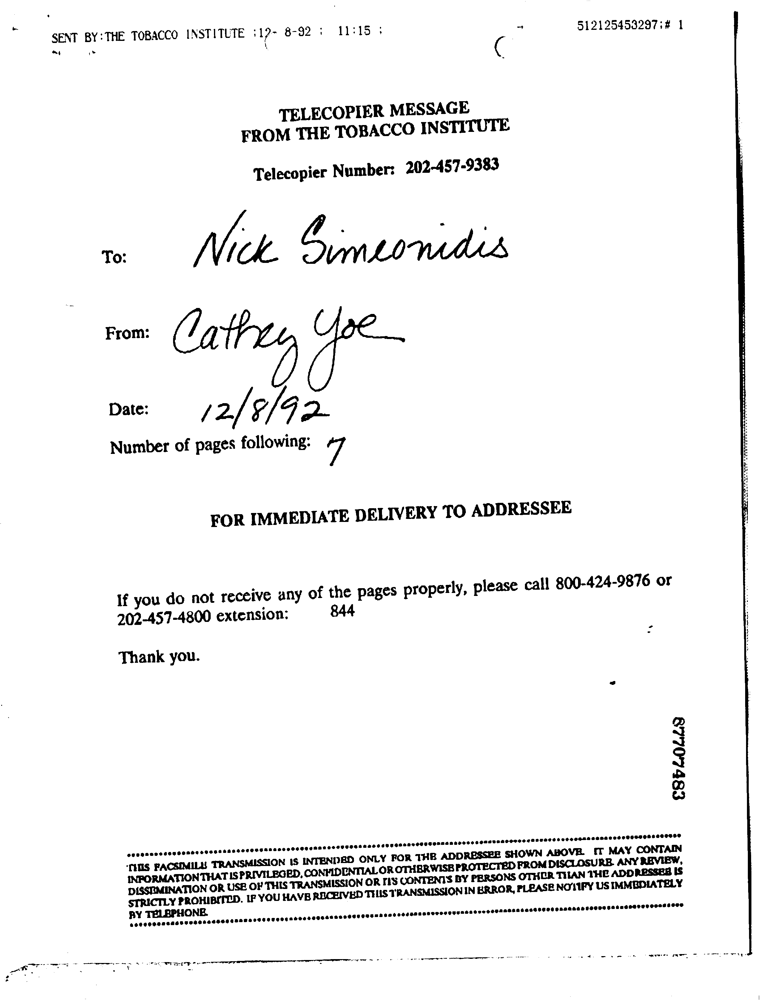 SENT BY:THE TOBACCO INSTITUTE ;12- 8-92 ; 11:15 ;
512125453297;# 1
TELECOPIER MESSAGE
FROM THE TOBACCO INSTITUTE
Telecopier Number: 202-457-9383
To: Nick Simeonidis
From: Cathey Yoe
Date: 12/8/92
Number of pages following: 7
FOR IMMEDIATE DELIVERY TO ADDRESSEE
If you do not receive any of the pages properly, please call 800-424-9876 or
202-457-4800 extension: 844
Thank you.
87707483
THIS FACSIMILE TRANSMISSION IS INTENDED ONLY FOR THE ADDRESSEE SHOWN ABOVE. IT MAY CONTAIN
INFORMATION THAT IS PRIVILEGED, CONFIDENTIAL OR OTHERWISE PROTECTED FROM DISCLOSURE. ANY REVIEW,
DISSEMINATION OR USE OF THIS TRANSMISSION OR ITS CONTENTS BY PERSONS OTHER THAN THE ADDRESSEE IS
STRICTLY PROHIBITED. IF YOU HAVE RECEIVED THIS TRANSMISSION IN ERROR, PLEASE NOTIFY US IMMEDIATELY
BY TELEPHONE.